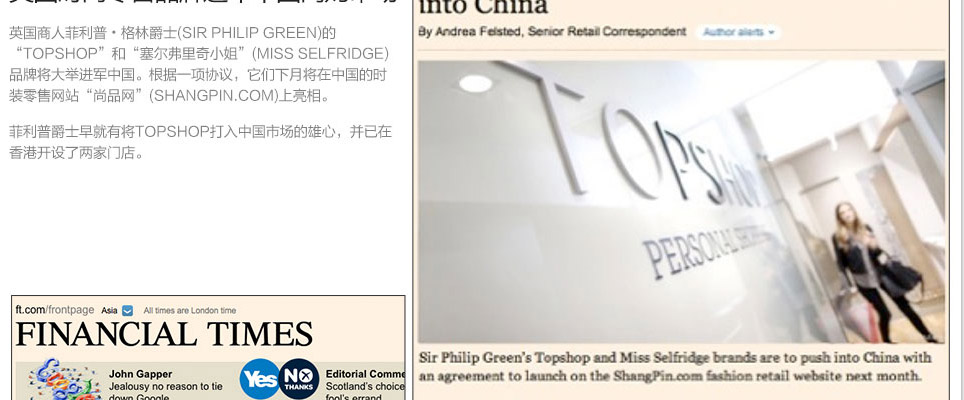 英国商人菲利普·格林爵士(SIR PHILIP GREEN)的
“TOPSHOP”和“塞尔弗里奇小姐”(MISS SELFRIDGE)
品牌将大举进军中国。根据一项协议，它们下月将在中国的时
装零售网站“尚品网”(SHANGPIN.COM)上亮相。
菲利普爵士早就有将TOPSHOP打入中国市场的雄心，并已在
香港开设了两家门店。
ft.com/frontpage Asia All times are London time
FINANCIAL TIMES
John Gapper
Jealousy no reason to tie
down Google
Yes
NO
THANKS
Editorial Comme
Scotland's choice
fool's errand
into China
By Andrea Felsted, Senior Retail Correspondent Author alerts
TOPSHOP
PERSONAL
Sir Philip Green's Topshop and Miss Selfridge brands are to push into China with
an agreement to launch on the ShangPin.com fashion retail website next month.